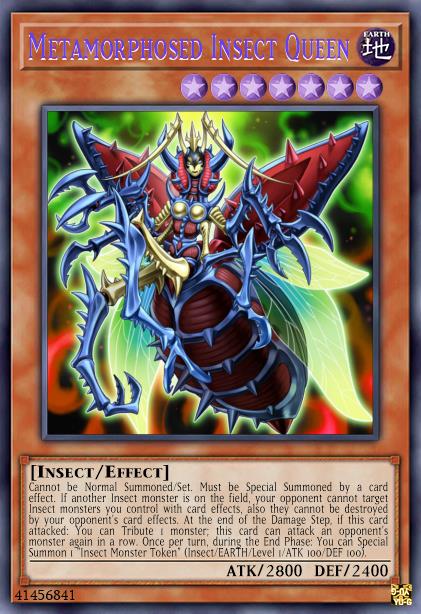 METAMORPHOSED INSECT QUEEN
EARTH
地
[INSECT/EFFECT]
Cannot be Normal Summoned/Set. Must be Special Summoned by a card
effect. If another Insect monster is on the field, your opponent cannot target
Insect monsters you control with card effects, also they cannot be destroyed
by your opponent's card effects. At the end of the Damage Step, if this card
attacked: You can Tribute 1 monster; this card can attack an opponent's
monster again in a row. Once per turn, during the End Phase: You can Special
Summon 1 "Insect Monster Token" (Insect/EARTH/Level 1/ATK 100/DEF 100).
ATK/2800 DEF/2400
41456841